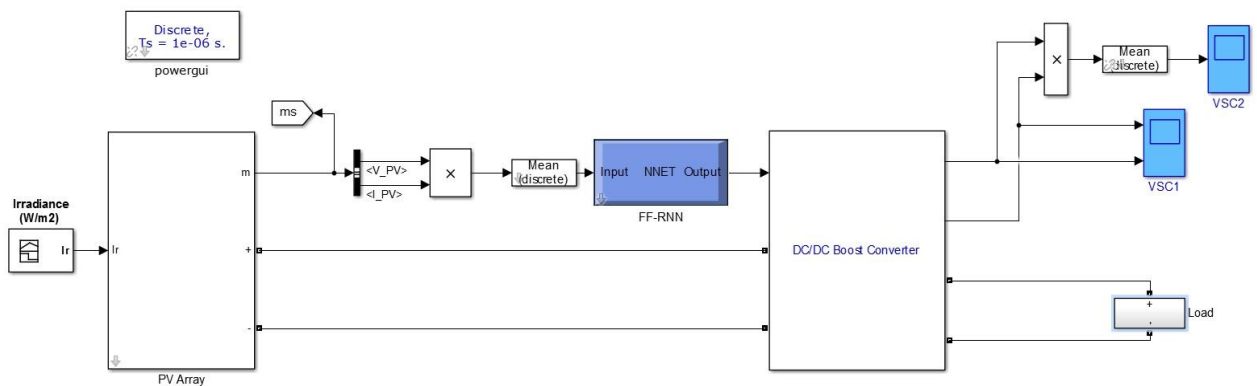 Discrete,
Ts = 1e-06 s.
powergui
ms
m
<V_PV>
<I_PV>
×
Mean
(discrete)
Input NNET Output
FF-RNN
Irradiance
(W/m2)
Ir
Ir
+
-
PV Array
DC/DC Boost Converter
×
Mean
(discrete)
VSC2
VSC1
+
-
Load